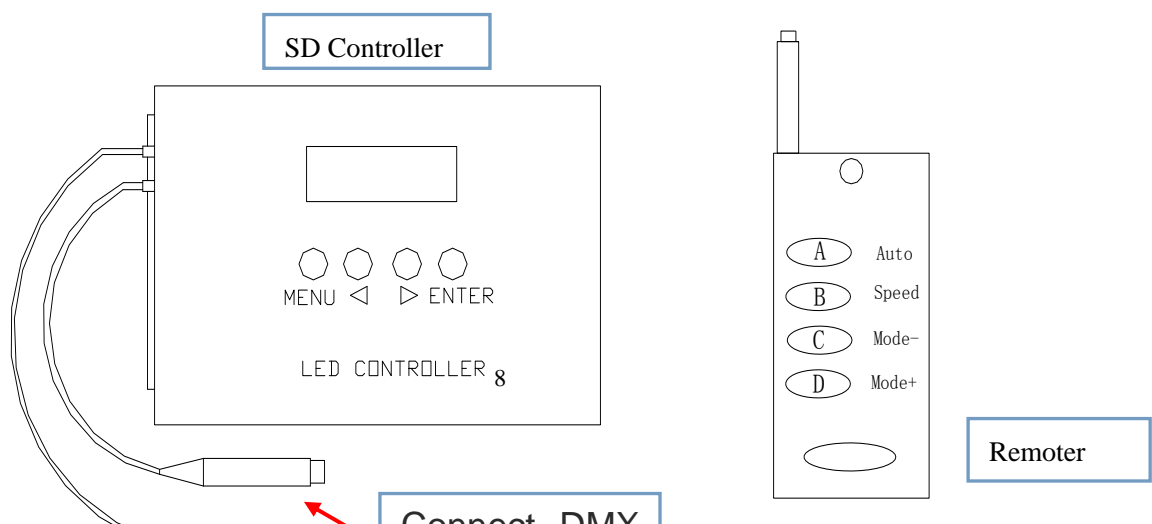 SD Controller
MENU ◁ ▷ ENTER
LED CONTROLLER 8
A Auto
B Speed
C Mode-
D Mode+
Remoter
Connect DMX